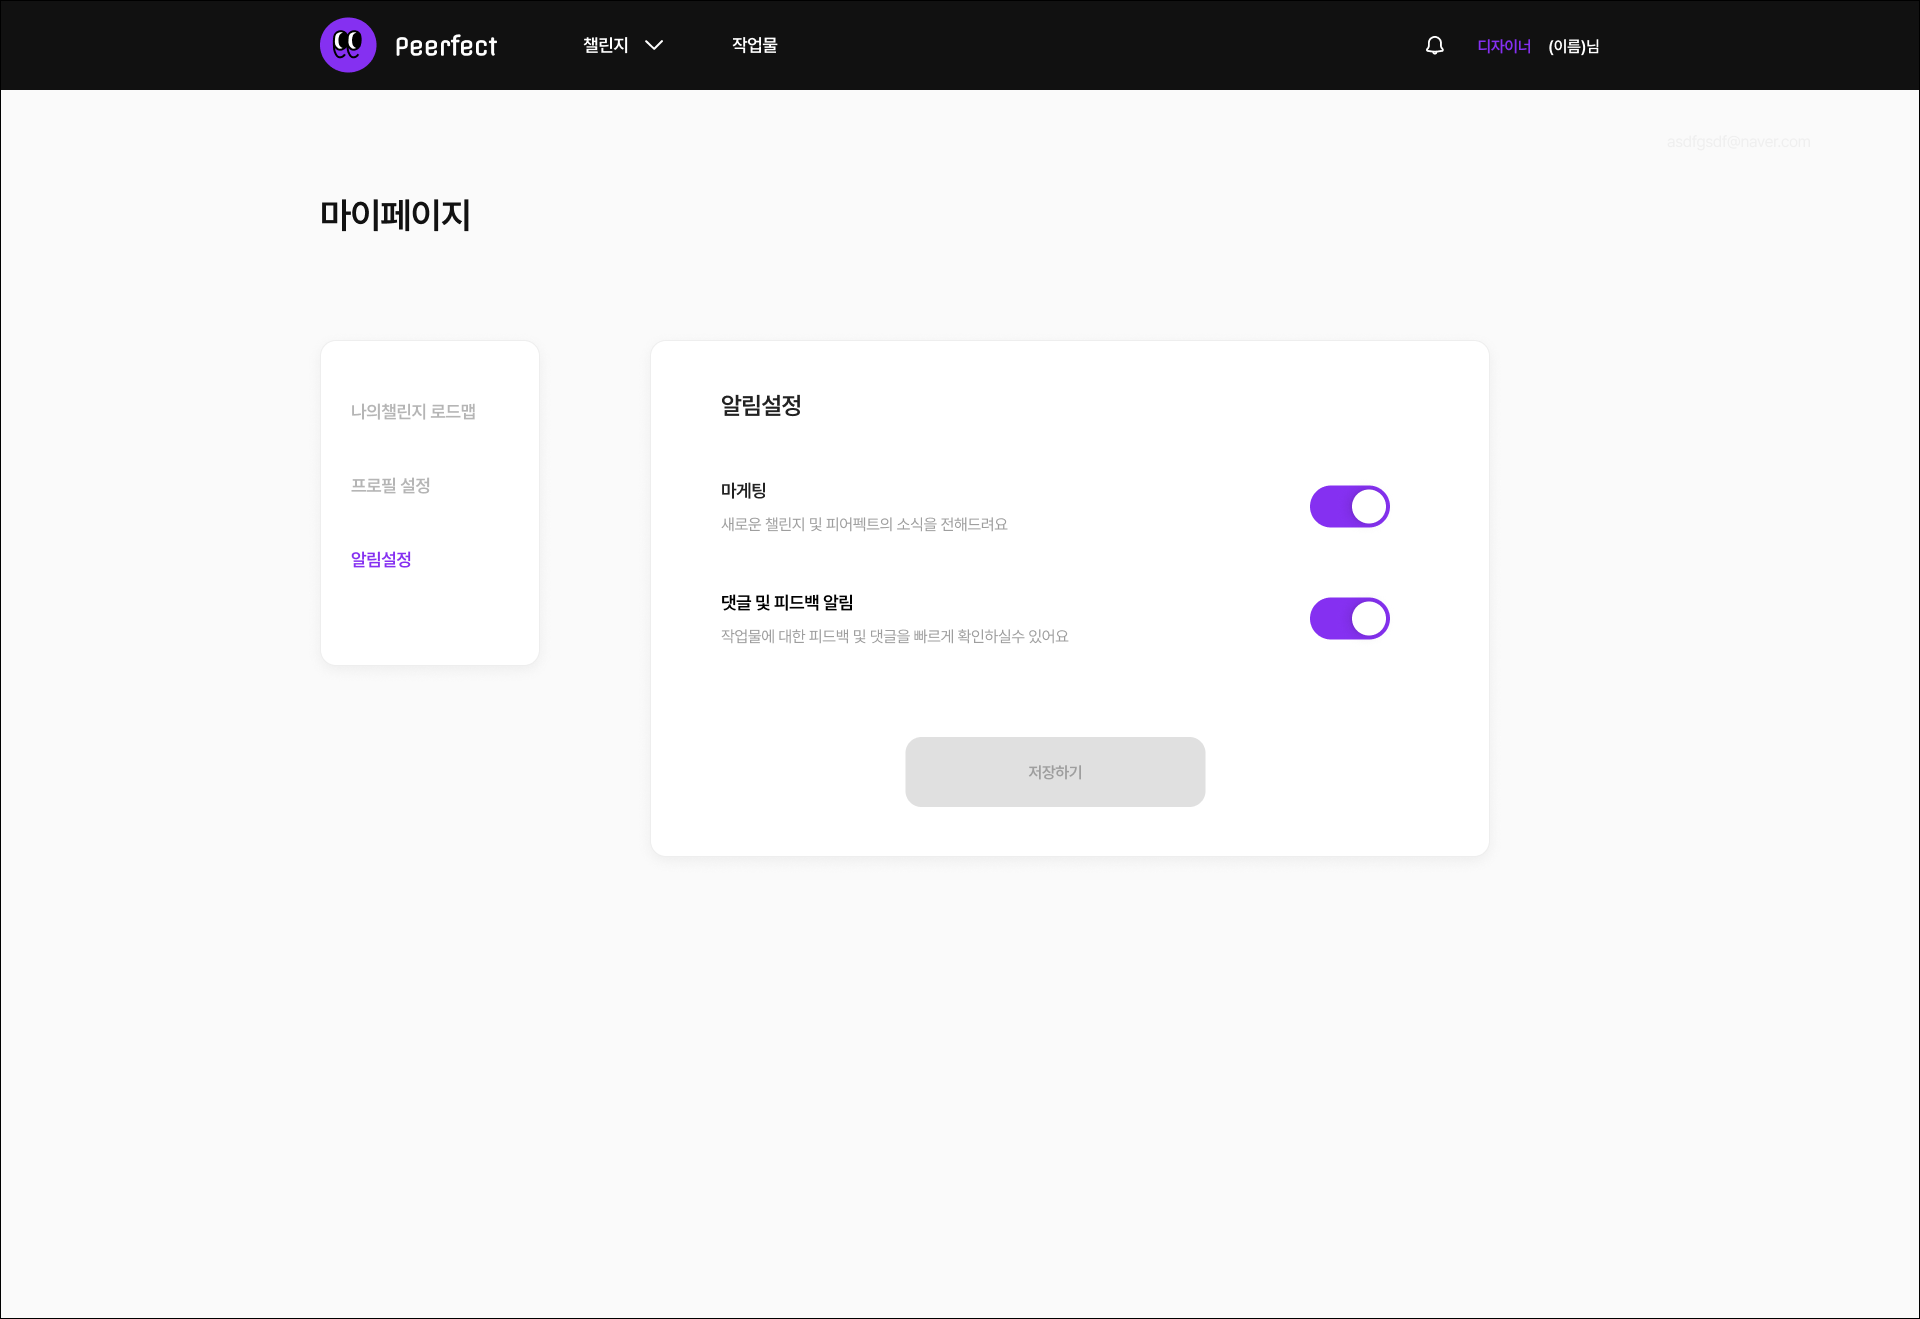 Peerfect
챌린지
작업물
디자이너 (이름)님
asdfgsdf@naver.com
마이페이지
나의챌린지 로드맵
프로필 설정
알림설정
알림설정
마게팅
새로운 챌린지 및 피어펙트의 소식을 전해드려요
댓글 및 피드백 알림
작업물에 대한 피드백 및 댓글을 빠르게 확인하실수 있어요
저장하기